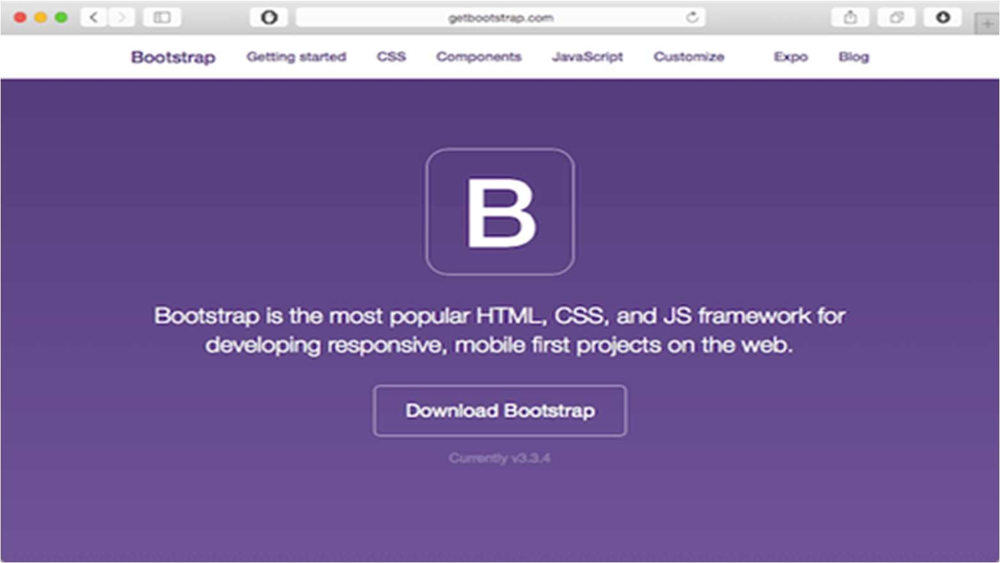 getbootstrap.com
Bootstrap Getting started CSS Components JavaScript Customize Expo Blog
B
Bootstrap is the most popular HTML, CSS, and JS framework for
developing responsive, mobile first projects on the web.
Download Bootstrap
Currently v3.3.4